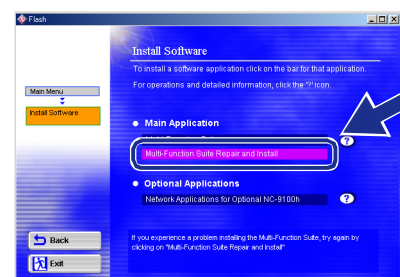 Flash
Install Software
To install a software application click on the bar for that application.
For operations and detailed information, click the "?" icon.
Main Menu
Install Software
Main Application
?
Multi-Function Suite Repair and Install
Optional Applications
Network Applications for Optional NC-9100h
?
Back
If you experience a problem installing the Multi-Function Suite, try again by
clicking on "Multi-Function Suite Repair and Install"
Exit